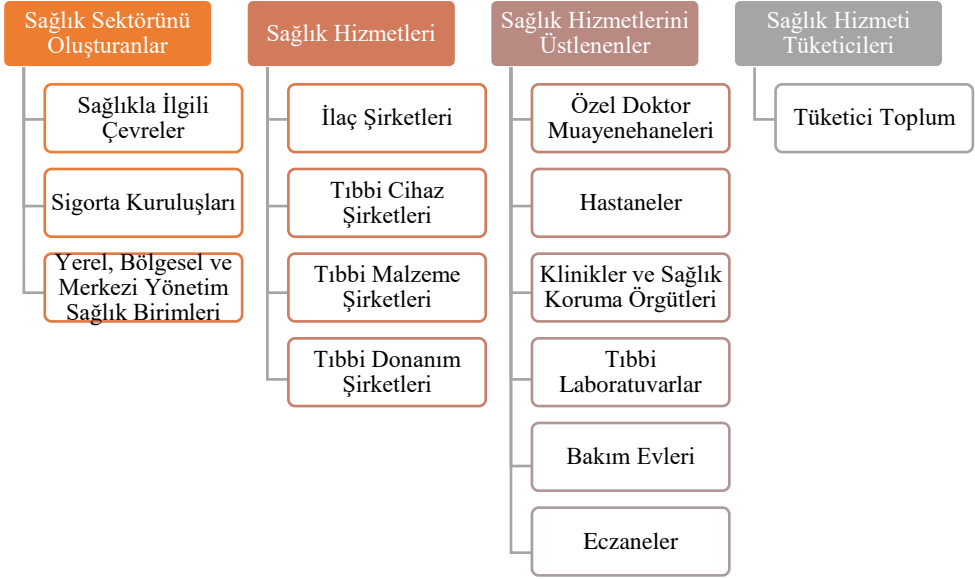 Sağlık Sektörünü
Oluşturanlar
Sağlıkla İlgili
Çevreler
Sigorta Kuruluşları
Yerel, Bölgesel ve
Merkezi Yönetim
Sağlık Birimleri
Sağlık Hizmetleri
İlaç Şirketleri
Tıbbi Cihaz
Şirketleri
Tıbbi Malzeme
Şirketleri
Tıbbi Donanım
Şirketleri
Sağlık Hizmetlerini
Üstlenenler
Özel Doktor
Muayenehaneleri
Hastaneler
Klinikler ve Sağlık
Koruma Örgütleri
Tıbbi
Laboratuvarlar
Bakım Evleri
Eczaneler
Sağlık Hizmeti
Tüketicileri
Tüketici Toplum